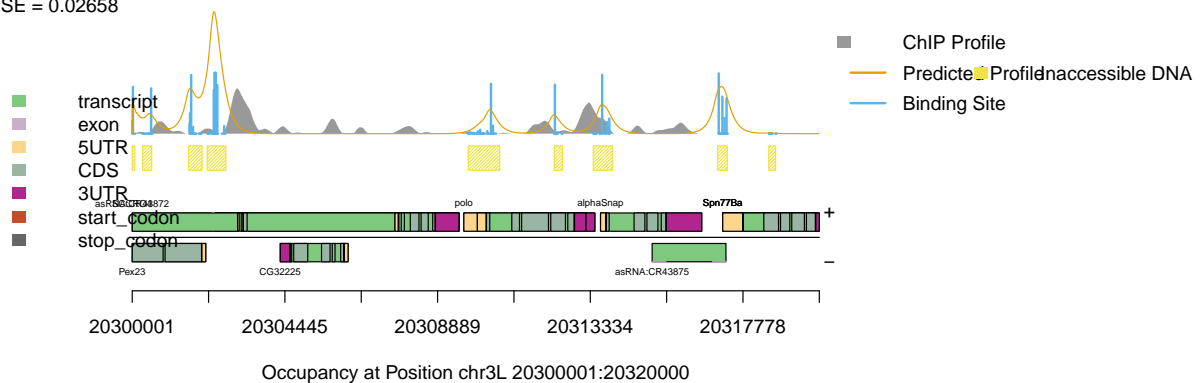 SE = 0.02658
ChIP Profile
Predicted Profile
Inaccessible DNA
Binding Site
transcript
exon
5UTR
CDS
3UTR
start_codon
stop_codon
polo
alphaSnap
Spn77Ba
+
Pex23
CG32225
asRNA:CR43875
−
20300001 20304445 20308889 20313334 20317778
Occupancy at Position chr3L 20300001:20320000